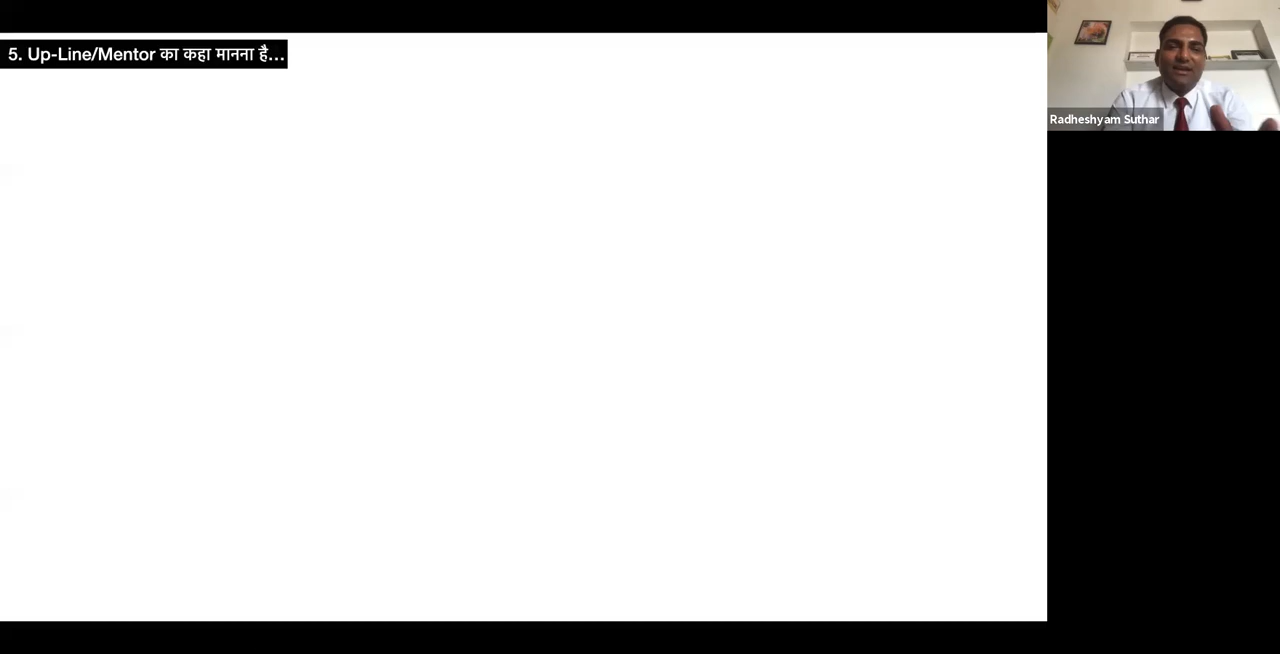 5. Up-Line/Mentor का कहा मानना है...
Radheshyam Suthar